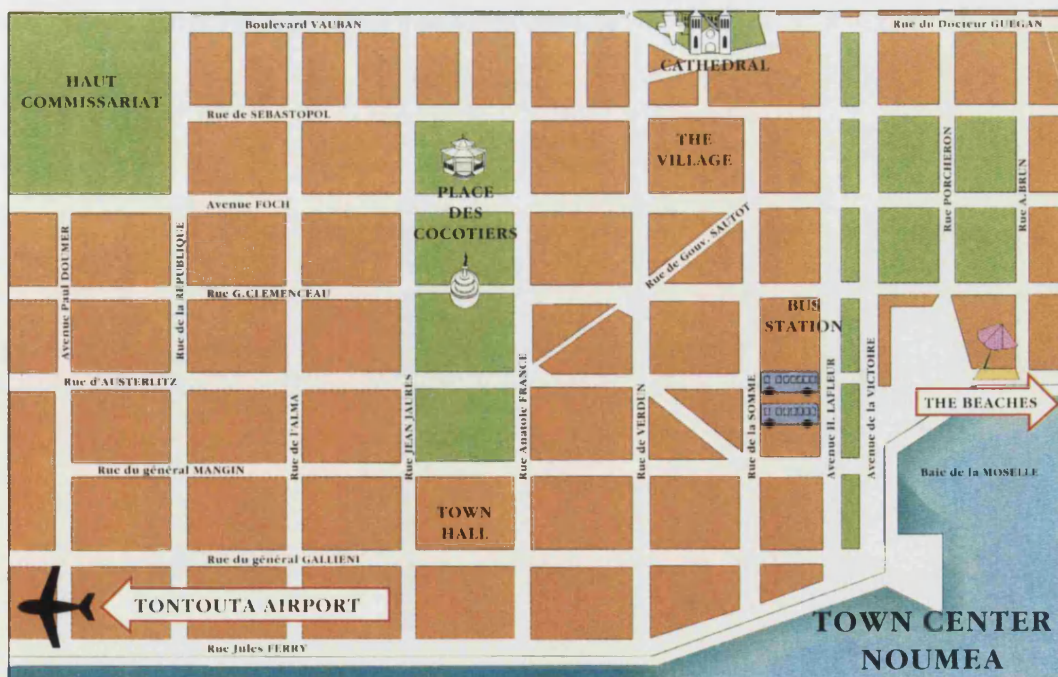 Boulevard VAUBAN
Rue du Docteur GUEGAN
CATHEDRAL
HAUT
COMMISSARIAT
Rue de SEBASTOPOL
THE
VILLAGE
PLACE
DES
COCOTIERS
Avenue FOCH
Rue PORCHERON
Rue A.BRUN
Avenue Paul DOUMER
Rue de la REPUBLIQUE
Rue de Gouv. SAUTOT
Rue G.CLEMENCEAU
BUS
STATION
Rue d'AUSTERLITZ
Rue de l'ALMA
Rue JEAN JAURES
Rue Anatole FRANCE
Rue de VERDUN
Rue de la SOMME
Avenue H. LAFLEUR
Avenue de la VICTOIRE
THE BEACHES
Rue du général MANGIN
Baie de la MOSELLE
TOWN
HALL
Rue du général GALLIENI
TONTOUTA AIRPORT
TOWN CENTER
NOUMEA
Rue Jules FERRY